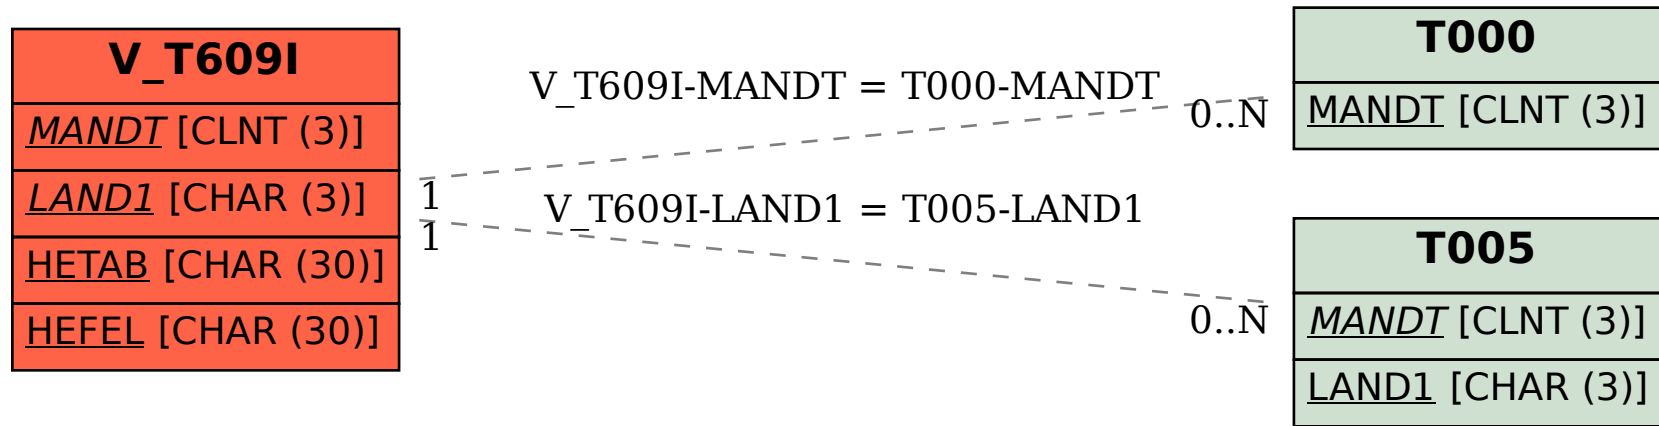 V_T609I
MANDT [CLNT (3)]
LAND1 [CHAR (3)]
HETAB [CHAR (30)]
HEFEL [CHAR (30)]
V_T609I-MANDT = T000-MANDT
0..N
1
V_T609I-LAND1 = T005-LAND1
1
0..N
T000
MANDT [CLNT (3)]
T005
MANDT [CLNT (3)]
LAND1 [CHAR (3)]